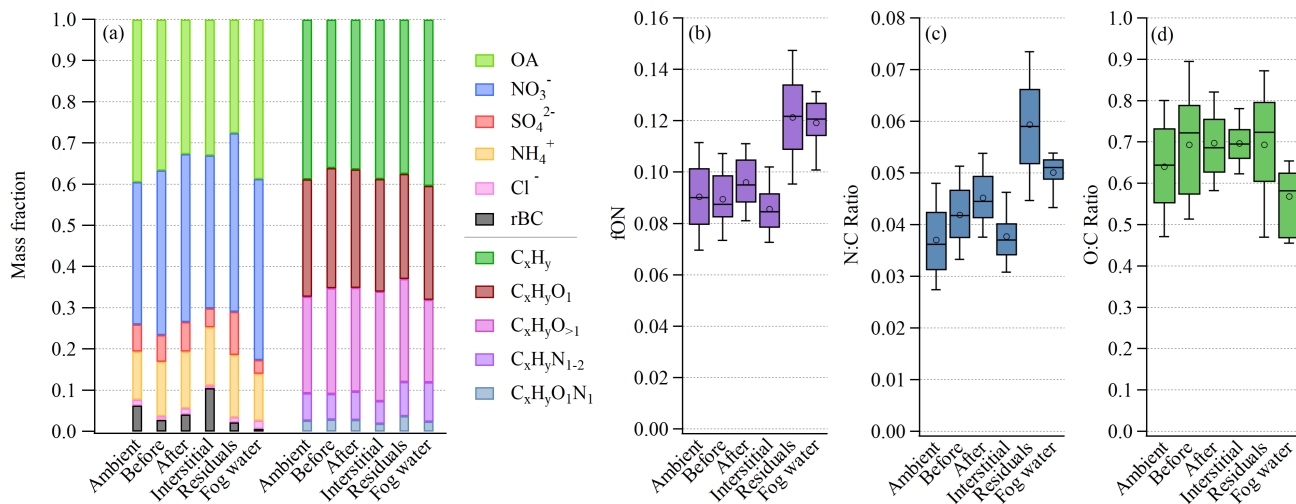 (a)
Mass fraction
1.0
0.9
0.8
0.7
0.6
0.5
0.4
0.3
0.2
0.1
0.0
Ambient
Before
After
Interstitial
Residuals
Fog water
Ambient
Before
After
Interstitial
Residuals
Fog water
OA
NO₃⁻
SO₄²⁻
NH₄⁺
Cl⁻
rBC
CₓHᵧ
CₓHᵧO₁
CₓHᵧO>₁
CₓHᵧN₁₋₂
CₓHᵧO₁N₁
(b)
fON
0.16
0.14
0.12
0.10
0.08
0.06
0.04
0.02
0.00
Ambient
Before
After
Interstitial
Residuals
Fog water
(c)
N:C Ratio
0.08
0.07
0.06
0.05
0.04
0.03
0.02
0.01
0.00
Ambient
Before
After
Interstitial
Residuals
Fog water
(d)
O:C Ratio
1.0
0.9
0.8
0.7
0.6
0.5
0.4
0.3
0.2
0.1
0.0
Ambient
Before
After
Interstitial
Residuals
Fog water